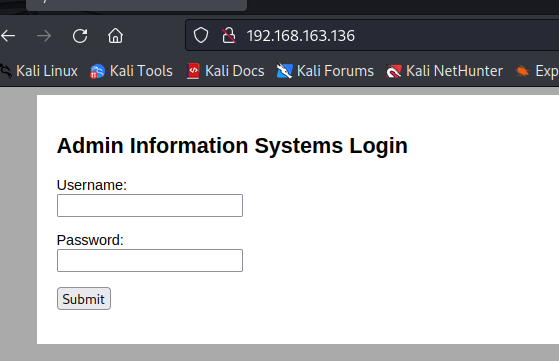 192.168.163.136
Kali Linux Kali Tools Kali Docs Kali Forums Kali NetHunter Exp
Admin Information Systems Login
Username:
Password:
Submit